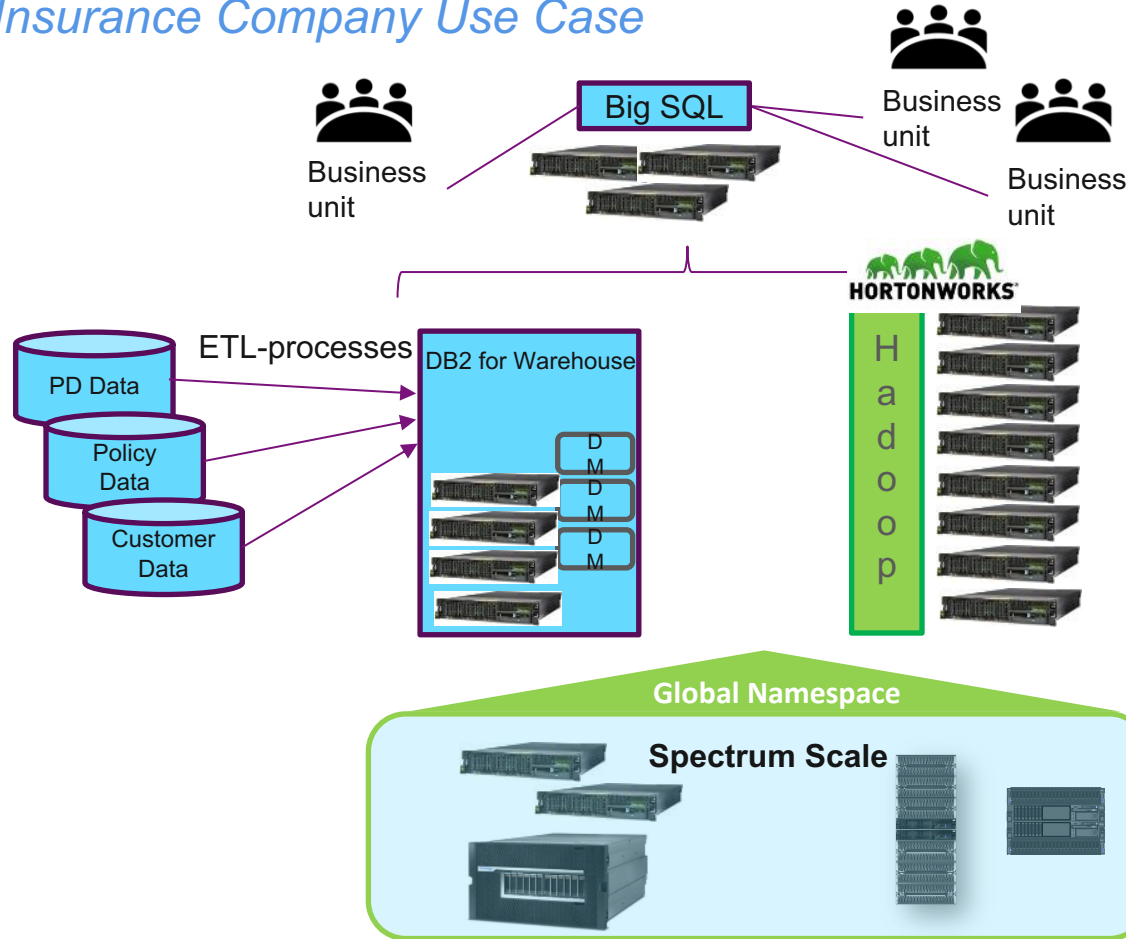 Insurance Company Use Case
Big SQL
Business
unit
Business
unit
Business
unit
HORTONWORKS
ETL-processes
PD Data
Policy
Data
Customer
Data
DB2 for Warehouse
D
M
D
M
D
M
H
a
d
o
o
p
Global Namespace
Spectrum Scale